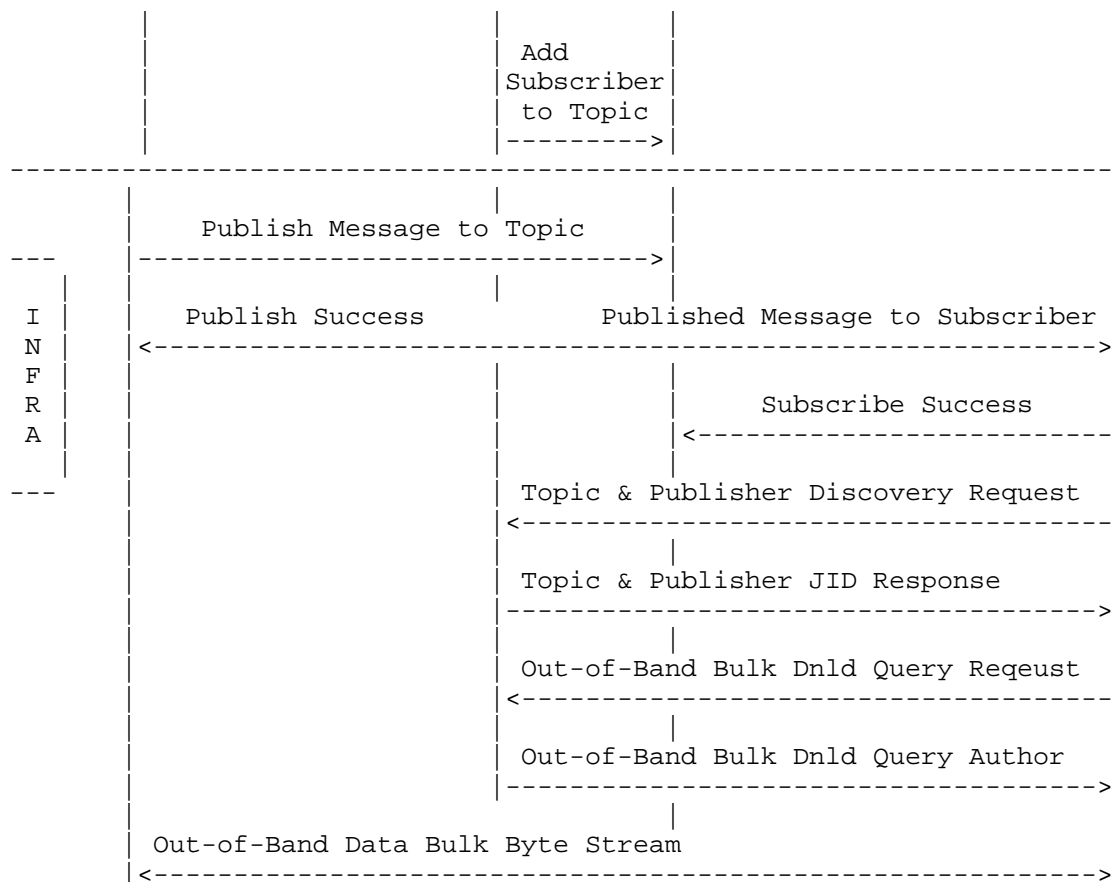 Add
Subscriber
to Topic
Publish Message to Topic
I
N
F
R
A
Publish Success Published Message to Subscriber
Subscribe Success
Topic & Publisher Discovery Request
Topic & Publisher JID Response
Out-of-Band Bulk Dnld Query Reqeust
Out-of-Band Bulk Dnld Query Author
Out-of-Band Data Bulk Byte Stream